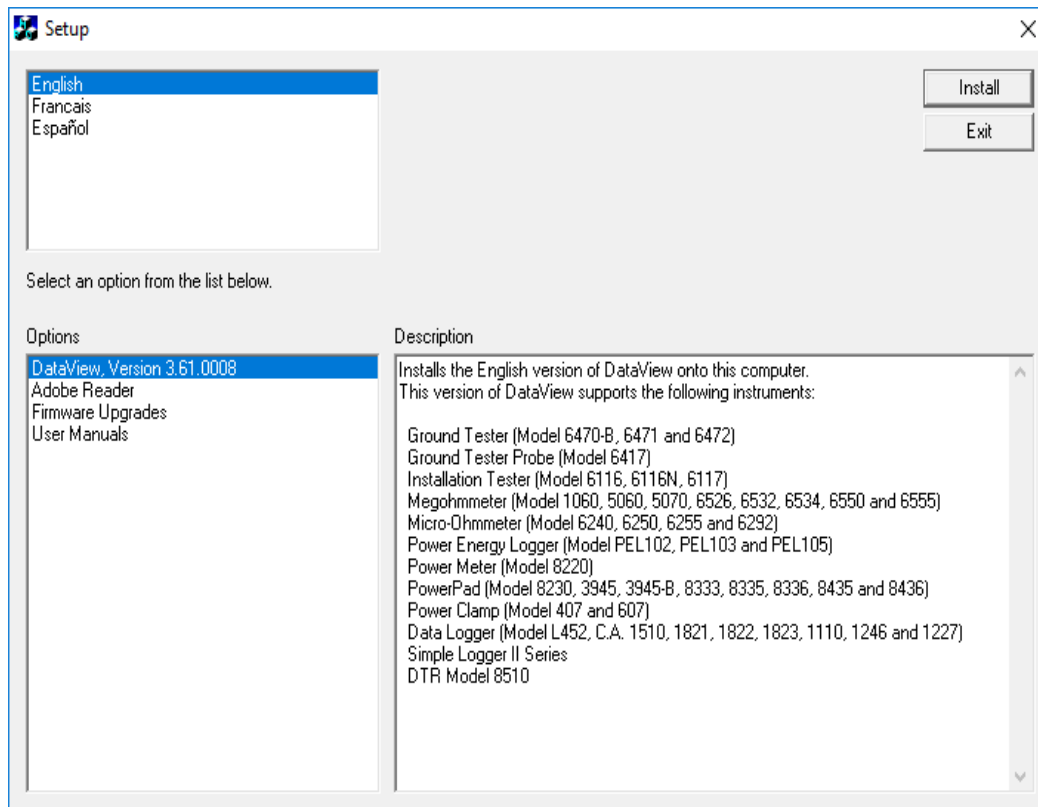 Setup
English
Francais
Español
Install
Exit
Select an option from the list below.
Options
DataView, Version 3.61.0008
Adobe Reader
Firmware Upgrades
User Manuals
Description
Installs the English version of DataView onto this computer.
This version of DataView supports the following instruments:
Ground Tester (Model 6470-B, 6471 and 6472)
Ground Tester Probe (Model 6417)
Installation Tester (Model 6116, 6116N, 6117)
Megohmmeter (Model 1060, 5060, 5070, 6526, 6532, 6534, 6550 and 6555)
Micro-Ohmmeter (Model 6240, 6250, 6255 and 6292)
Power Energy Logger (Model PEL102, PEL103 and PEL105)
Power Meter (Model 8220)
PowerPad (Model 8230, 3945, 3945-B, 8333, 8335, 8336, 8435 and 8436)
Power Clamp (Model 407 and 607)
Data Logger (Model L452, C.A. 1510, 1821, 1822, 1823, 1110, 1246 and 1227)
Simple Logger II Series
DTR Model 8510